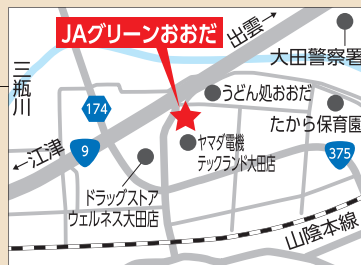 JAグリーンおおだ
出雲→
大田警察署
三瓶川
174
うどん処おおだ
たから保育園
ヤマダ電機
テックランド大田店
9
←江津
375
ドラッグストア
ウェルネス大田店
山陰本線